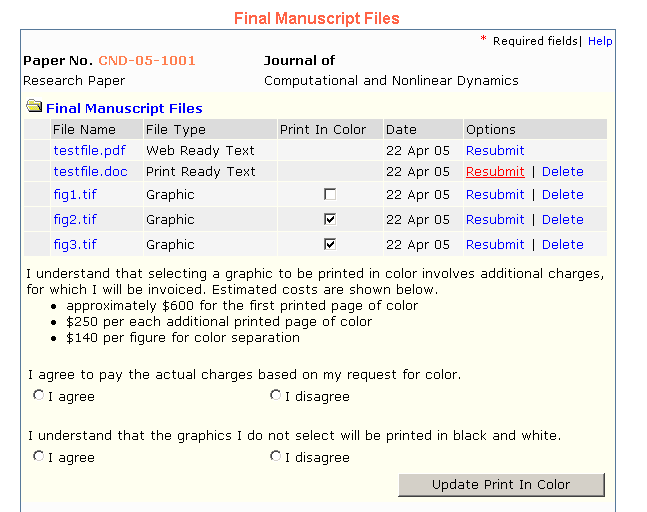 Final Manuscript Files
* Required fields| Help
Paper No. CND-05-1001 Journal of
Research Paper Computational and Nonlinear Dynamics
Final Manuscript Files
File Name File Type Print In Color Date Options
testfile.pdf Web Ready Text 22 Apr 05 Resubmit
testfile.doc Print Ready Text 22 Apr 05 Resubmit | Delete
fig1.tif Graphic 22 Apr 05 Resubmit | Delete
fig2.tif Graphic 22 Apr 05 Resubmit | Delete
fig3.tif Graphic 22 Apr 05 Resubmit | Delete
I understand that selecting a graphic to be printed in color involves additional charges,
for which I will be invoiced. Estimated costs are shown below.
• approximately $600 for the first printed page of color
• $250 per each additional printed page of color
• $140 per figure for color separation
I agree to pay the actual charges based on my request for color.
I agree I disagree
I understand that the graphics I do not select will be printed in black and white.
I agree I disagree
Update Print In Color